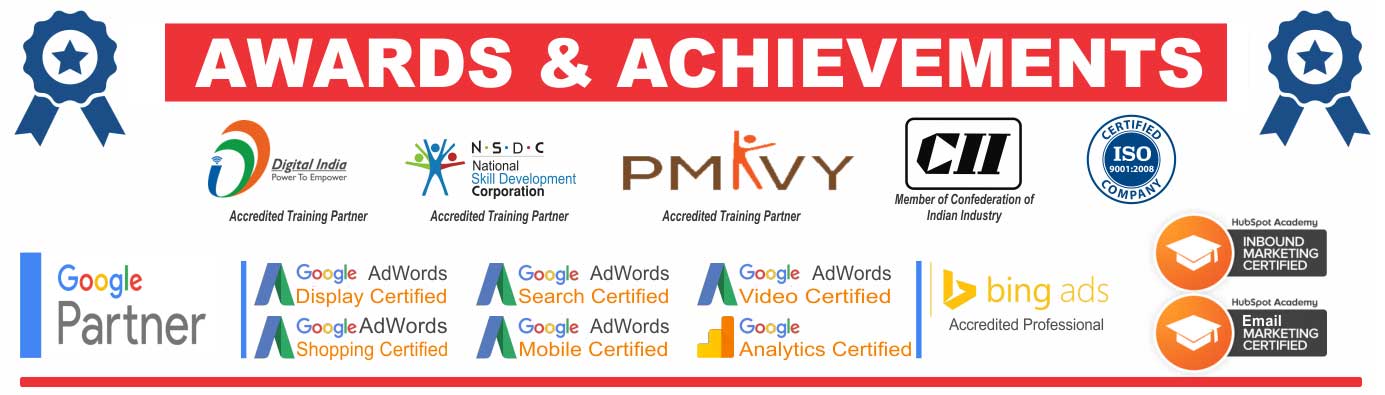 AWARDS & ACHIEVEMENTS
Digital India
Power To Empower
Accredited Training Partner
N·S·D·C
National
Skill Development
Corporation
Accredited Training Partner
PMKVY
Accredited Training Partner
CII
Member of Confederation of
Indian Industry
CERTIFIED
ISO
9001:2008
COMPANY
Google
Partner
Google AdWords
Display Certified
Google AdWords
Search Certified
Google AdWords
Video Certified
Google AdWords
Shopping Certified
Google AdWords
Mobile Certified
Google
Analytics Certified
bing ads
Accredited Professional
HubSpot Academy
INBOUND
MARKETING
CERTIFIED
HubSpot Academy
Email
MARKETING
CERTIFIED